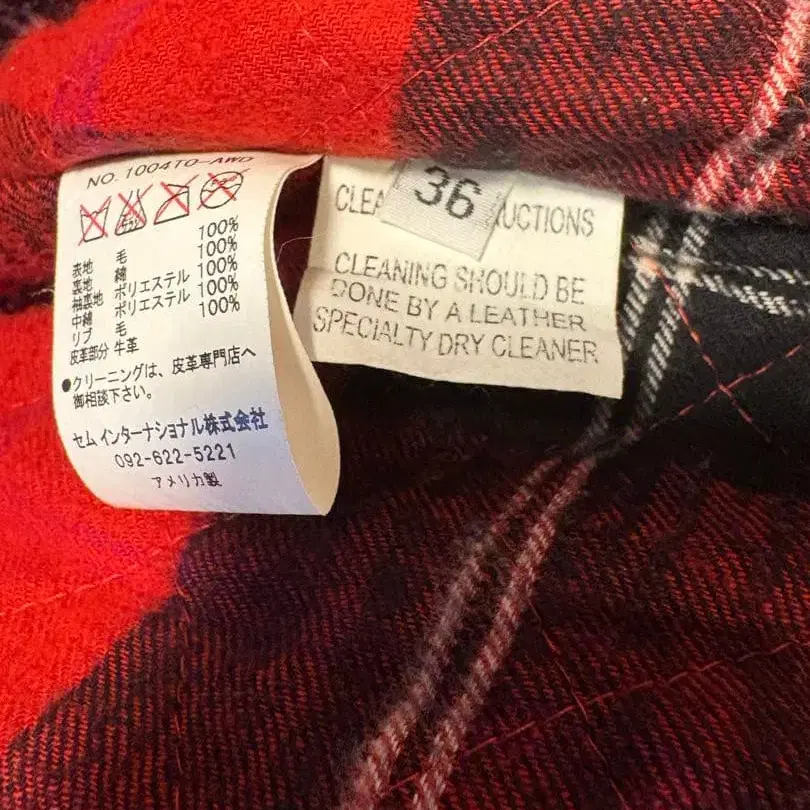 NO. 1004TO-AWD
表地 毛 100%
裏地 綿 100%
袖裏地 ポリエステル 100%
中綿 ポリエステル 100%
リブ 毛 100%
皮革部分 牛革
●クリーニングは、皮革専門店へ
御相談下さい。
セムインターナショナル株式会社
092-622-5221
アメリカ製
36
CLEA UCTIONS
CLEANING SHOULD BE
DONE BY A LEATHER
SPECIALTY DRY CLEANER